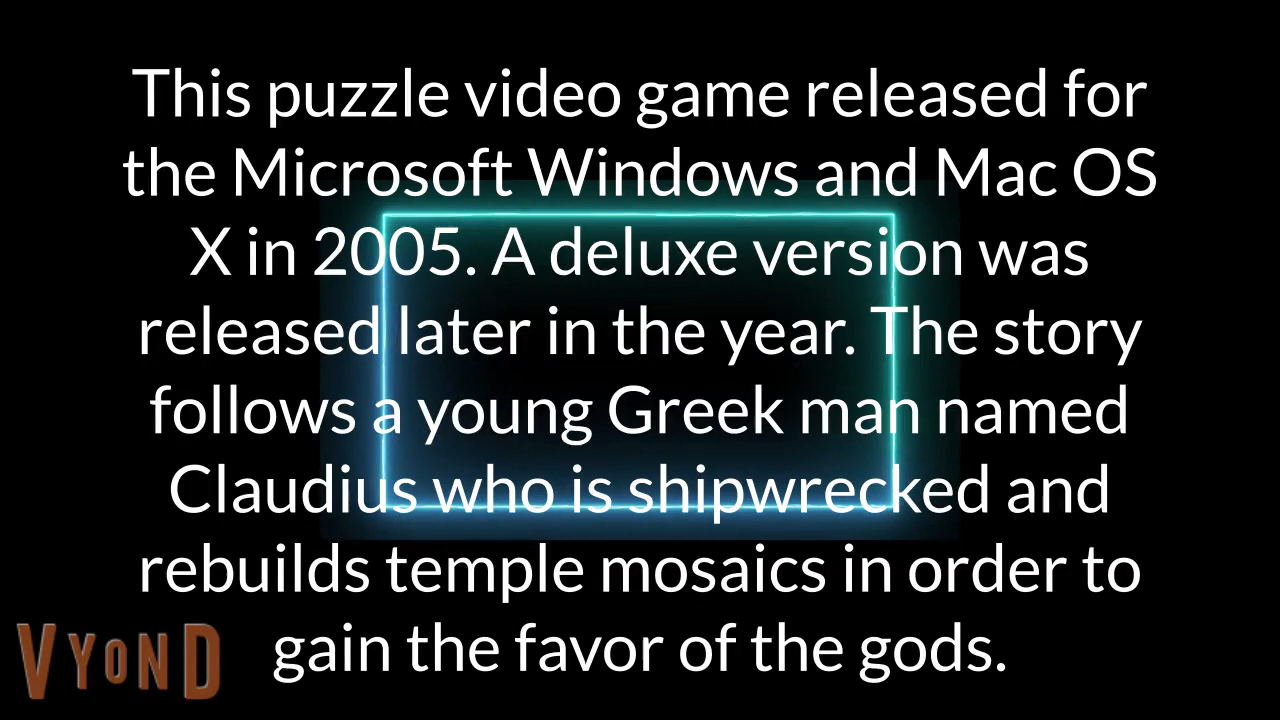 This puzzle video game released for
the Microsoft Windows and Mac OS
X in 2005. A deluxe version was
released later in the year. The story
follows a young Greek man named
Claudius who is shipwrecked and
rebuilds temple mosaics in order to
gain the favor of the gods.
VYOND